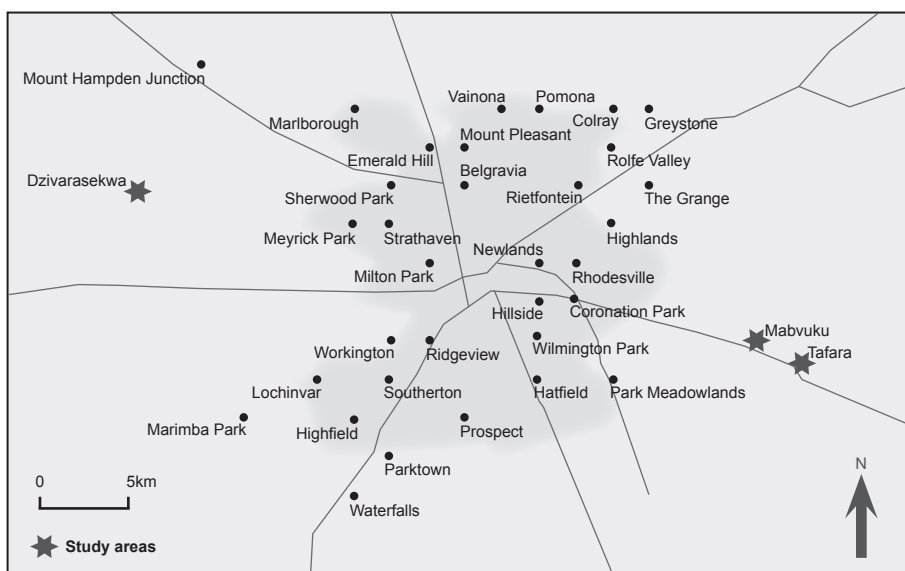 Mount Hampden Junction
Vainona
Pomona
Marlborough
Colray
Greystone
Mount Pleasant
Emerald Hill
Rolfe Valley
Dzivarasekwa
Belgravia
Sherwood Park
Rietfontein
The Grange
Meyrick Park
Strathaven
Highlands
Newlands
Milton Park
Rhodesville
Hillside
Coronation Park
Mabvuku
Workington
Ridgeview
Wilmington Park
Tafara
Lochinvar
Southerton
Hatfield
Park Meadowlands
Marimba Park
Highfield
Prospect
Parktown
N
0
5km
Waterfalls
Study areas